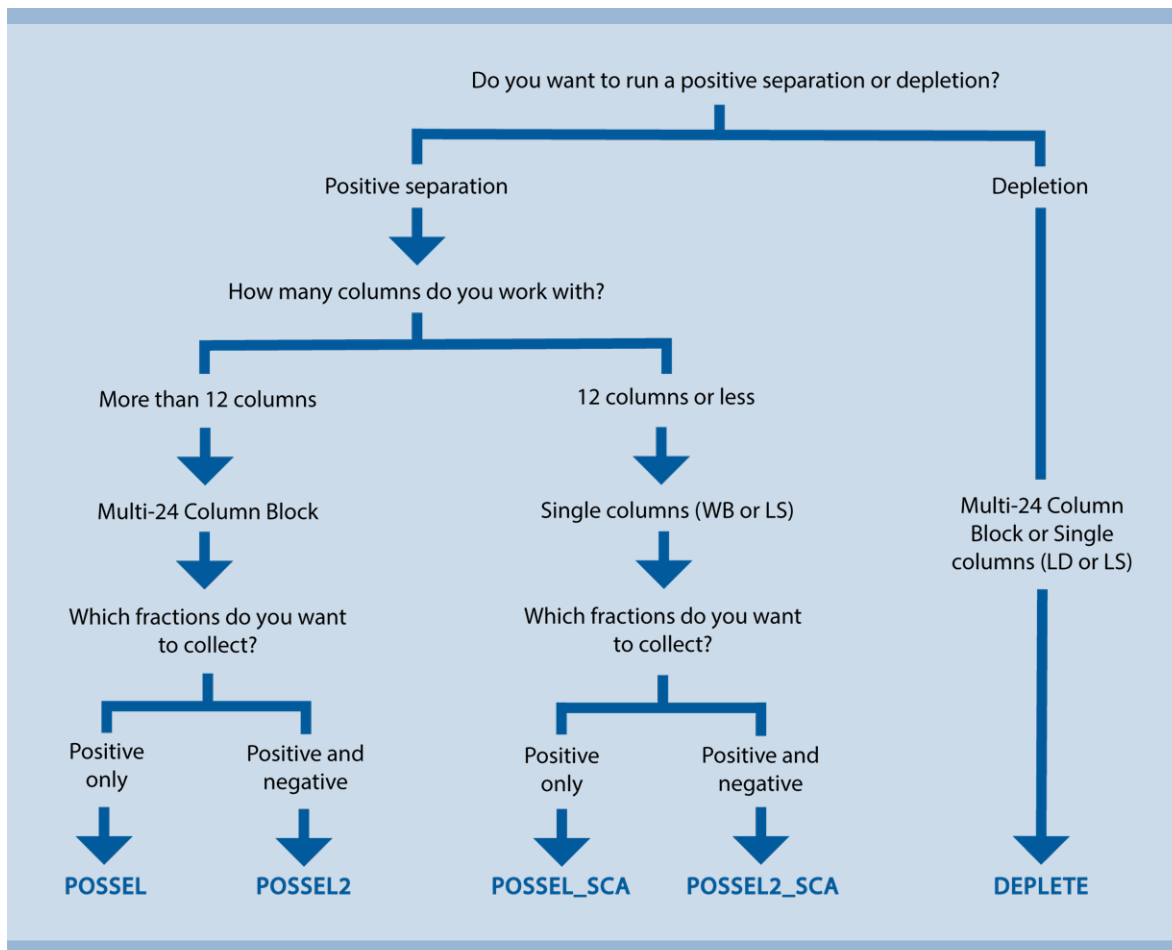 Do you want to run a positive separation or depletion?
Positive separation
Depletion
How many columns do you work with?
More than 12 columns
12 columns or less
Multi-24 Column Block
Single columns (WB or LS)
Multi-24 Column
Block or Single
columns (LD or LS)
Which fractions do you want
to collect?
Which fractions do you want
to collect?
Positive
only
Positive and
negative
Positive
only
Positive and
negative
POSSEL
POSSEL2
POSSEL_SCA
POSSEL2_SCA
DEPLETE